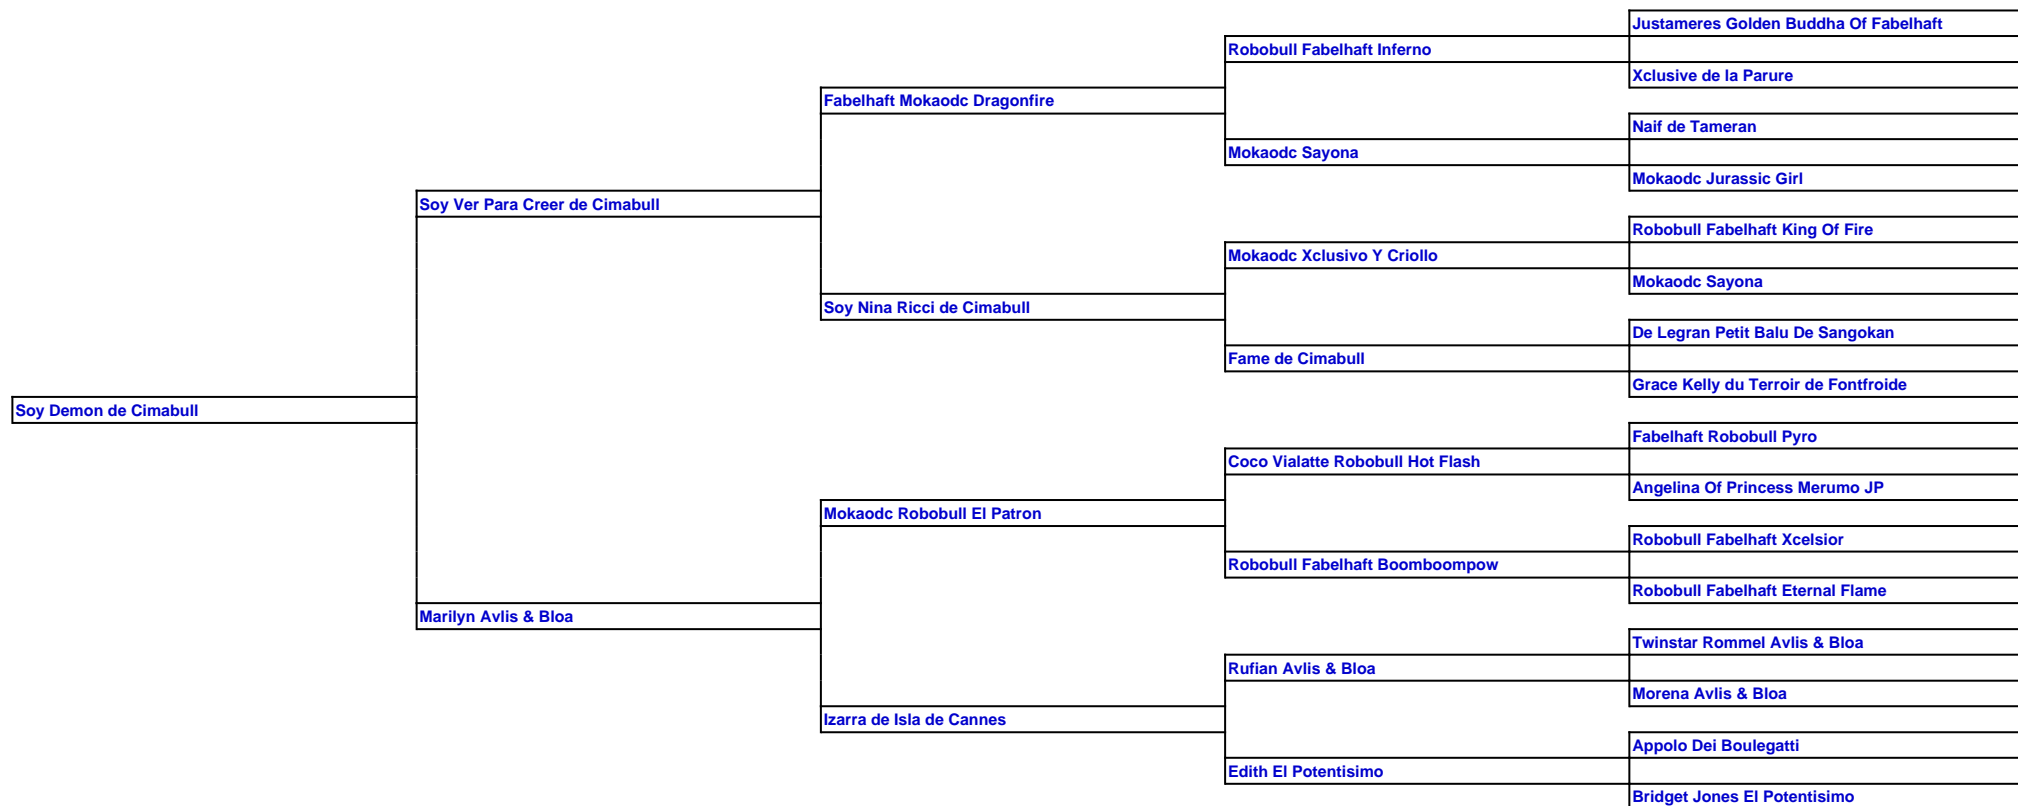 Justameres Golden Buddha Of Fabelhaft
Robobull Fabelhaft Inferno
Xclusive de la Parure
Fabelhaft Mokaodc Dragonfire
Naif de Tameran
Mokaodc Sayona
Mokaodc Jurassic Girl
Soy Ver Para Creer de Cimabull
Robobull Fabelhaft King Of Fire
Mokaodc Xclusivo Y Criollo
Mokaodc Sayona
Soy Nina Ricci de Cimabull
De Legran Petit Balu De Sangokan
Fame de Cimabull
Grace Kelly du Terroir de Fontfroide
Soy Demon de Cimabull
Fabelhaft Robobull Pyro
Coco Vialatte Robobull Hot Flash
Angelina Of Princess Merumo JP
Mokaodc Robobull El Patron
Robobull Fabelhaft Xcelsior
Robobull Fabelhaft Boomboompow
Robobull Fabelhaft Eternal Flame
Marilyn Avlis & Bloa
Twinstar Rommel Avlis & Bloa
Rufian Avlis & Bloa
Morena Avlis & Bloa
Izarra de Isla de Cannes
Appolo Dei Boulegatti
Edith El Potentisimo
Bridget Jones El Potentisimo